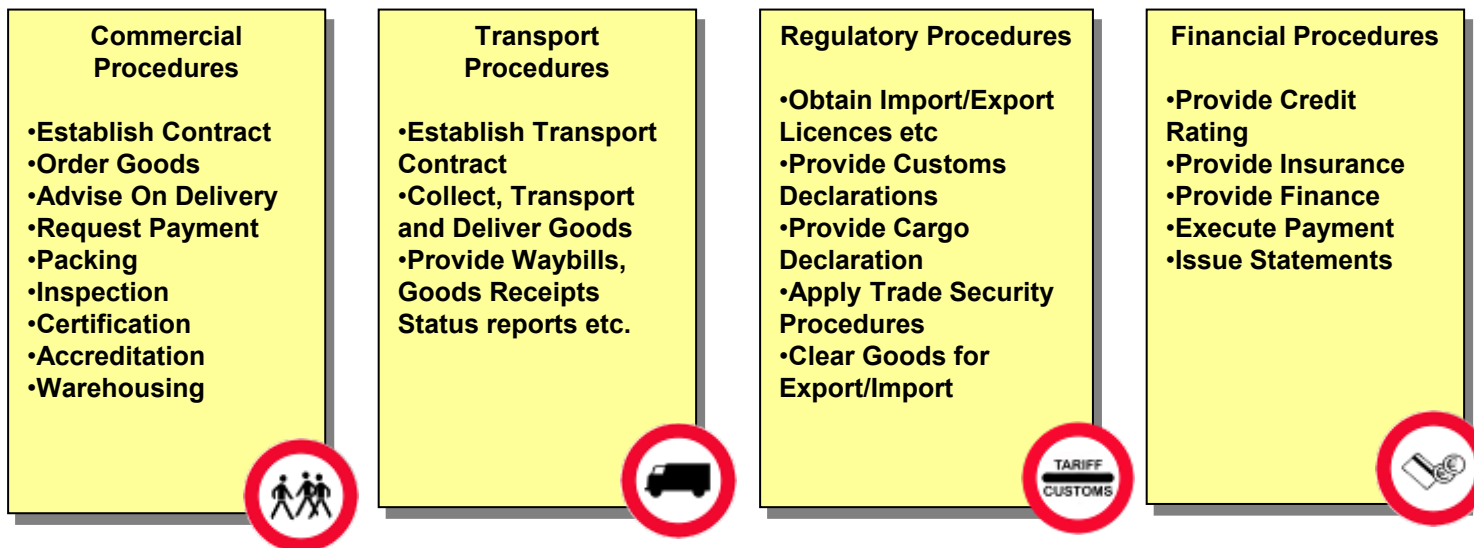 Commercial
Procedures
•Establish Contract
•Order Goods
•Advise On Delivery
•Request Payment
•Packing
•Inspection
•Certification
•Accreditation
•Warehousing
Transport
Procedures
•Establish Transport
Contract
•Collect, Transport
and Deliver Goods
•Provide Waybills,
Goods Receipts
Status reports etc.
Regulatory Procedures
•Obtain Import/Export
Licences etc
•Provide Customs
Declarations
•Provide Cargo
Declaration
•Apply Trade Security
Procedures
•Clear Goods for
Export/Import
TARIFF
CUSTOMS
Financial Procedures
•Provide Credit
Rating
•Provide Insurance
•Provide Finance
•Execute Payment
•Issue Statements